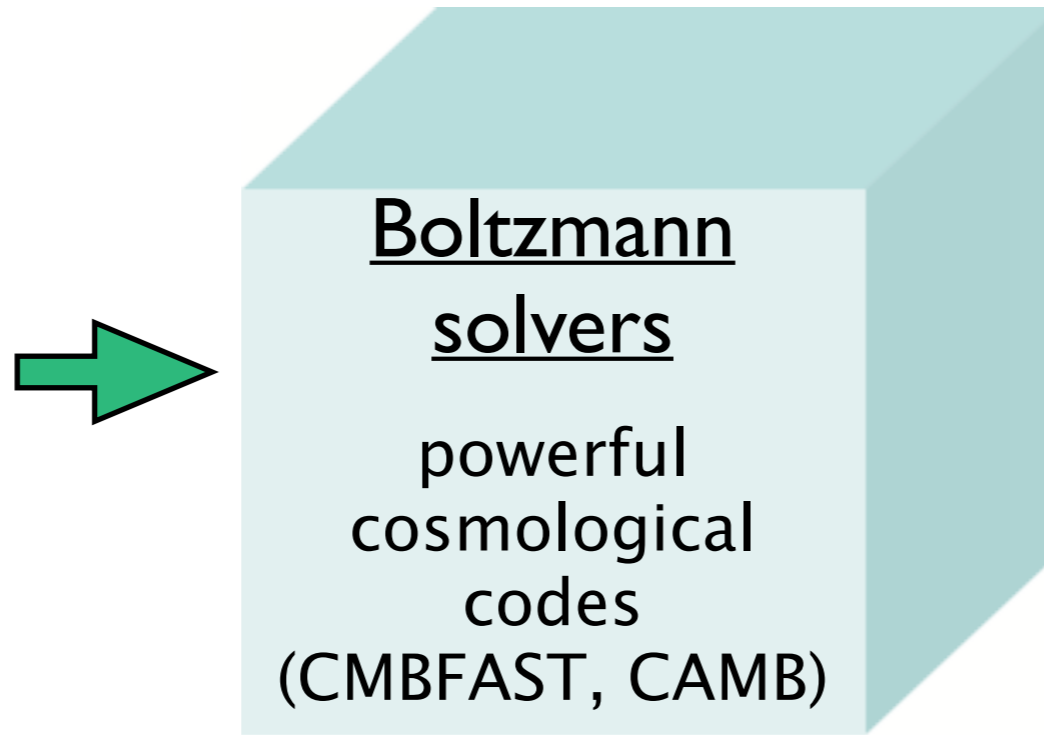 Boltzmann
solvers
powerful
cosmological
codes
(CMBFAST, CAMB)